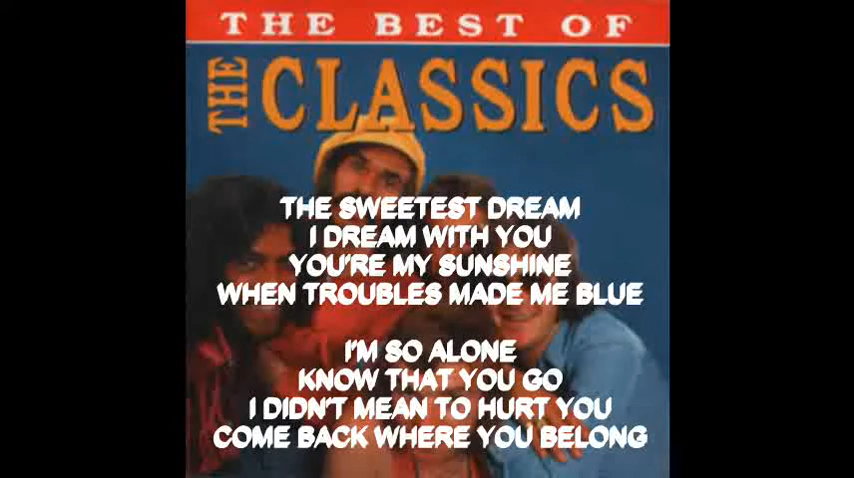 THE BEST OF
THE CLASSICS
THE SWEETEST DREAM
I DREAM WITH YOU
YOU'RE MY SUNSHINE
WHEN TROUBLES MADE ME BLUE
I'M SO ALONE
KNOW THAT YOU GO
I DIDN'T MEAN TO HURT YOU
COME BACK WHERE YOU BELONG